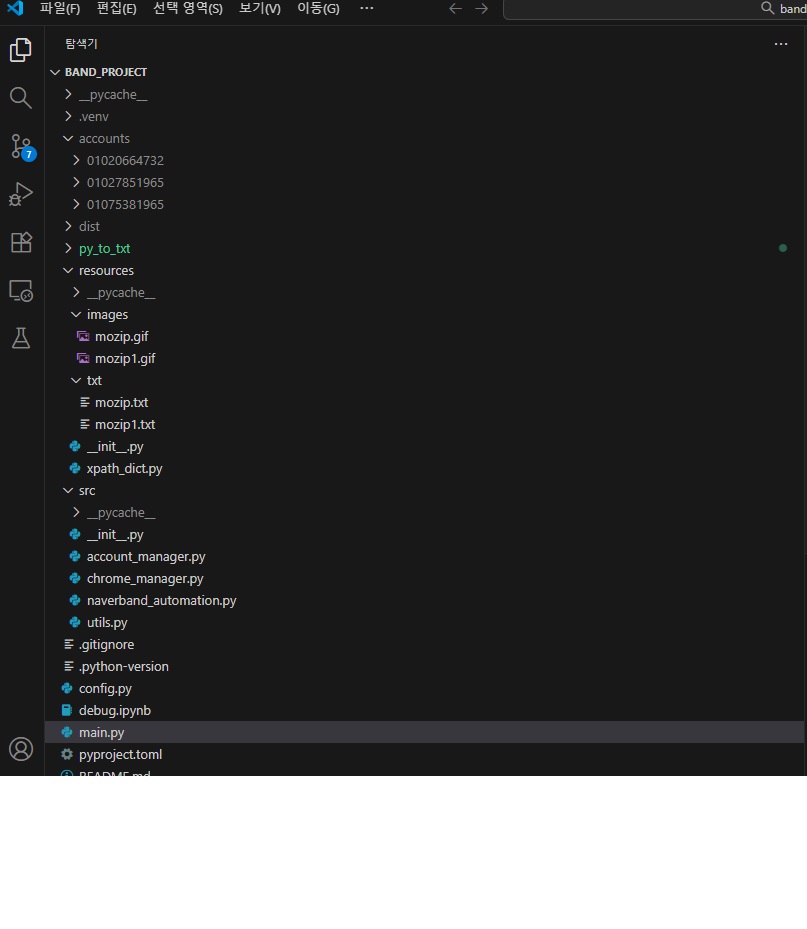 파일(F) 편집(E) 선택 영역(S) 보기(V) 이동(G) ··· band
탐색기 ···
BAND_PROJECT
__pycache__
.venv
accounts
7
01020664732
01027851965
01075381965
dist
py_to_txt
resources
__pycache__
images
mozip.gif
mozip1.gif
txt
mozip.txt
mozip1.txt
__init__.py
xpath_dict.py
src
__pycache__
__init__.py
account_manager.py
chrome_manager.py
naverband_automation.py
utils.py
.gitignore
.python-version
config.py
debug.ipynb
main.py
pyproject.toml
README.md